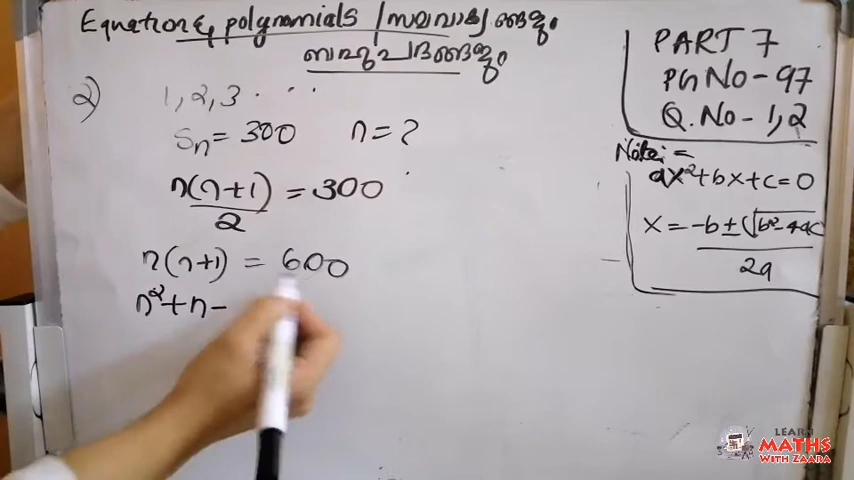 Equation & polynomials / സമവാക്യങ്ങളും
ബഹുപദങ്ങളും
2)
1, 2, 3 . . .
Sn = 300 n = ?
n(n+1)/2 = 300
n(n+1) = 600
n²+n-
PART 7
PG NO - 97
Q. NO - 1, 2
Note: =
ax²+bx+c=0
x = -b±√b²-4ac
2a
LEARN
MATHS
WITH ZAARA